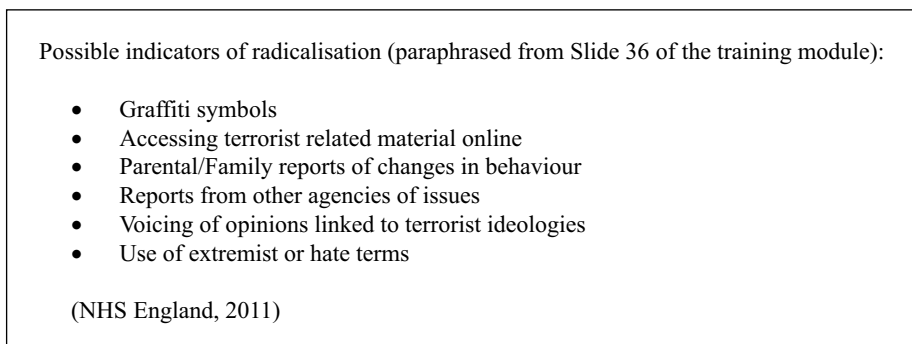 Possible indicators of radicalisation (paraphrased from Slide 36 of the training module):
• Graffiti symbols
• Accessing terrorist related material online
• Parental/Family reports of changes in behaviour
• Reports from other agencies of issues
• Voicing of opinions linked to terrorist ideologies
• Use of extremist or hate terms
(NHS England, 2011)